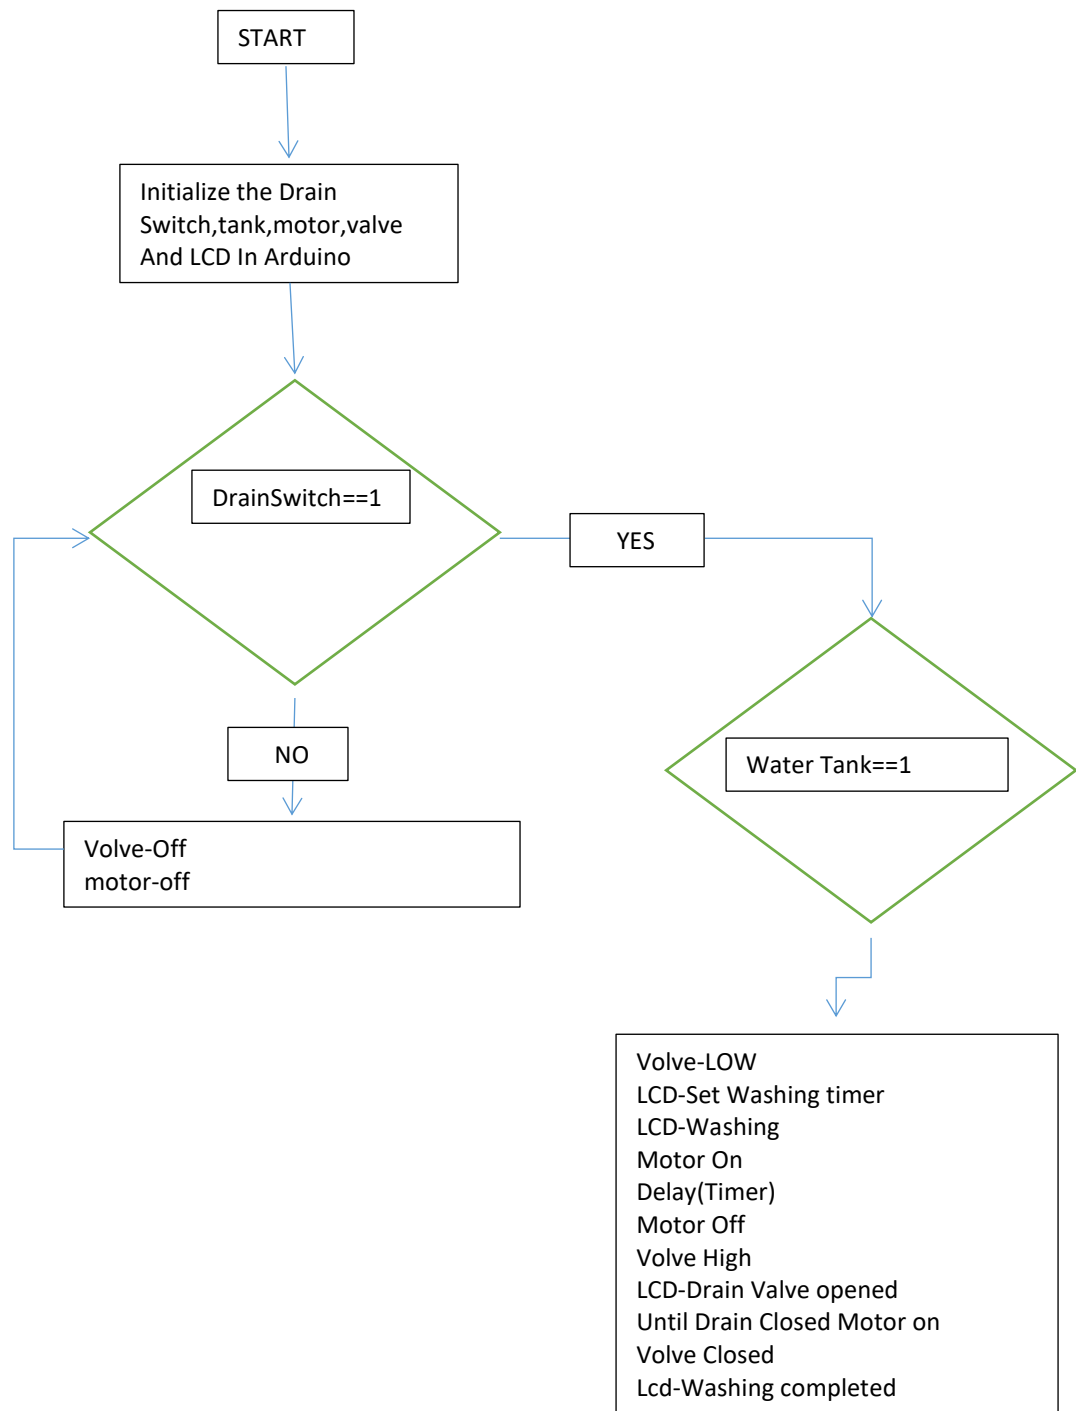 START
Initialize the Drain
Switch,tank,motor,valve
And LCD In Arduino
DrainSwitch==1
YES
NO
Water Tank==1
Volve-Off
motor-off
Volve-LOW
LCD-Set Washing timer
LCD-Washing
Motor On
Delay(Timer)
Motor Off
Volve High
LCD-Drain Valve opened
Until Drain Closed Motor on
Volve Closed
Lcd-Washing completed